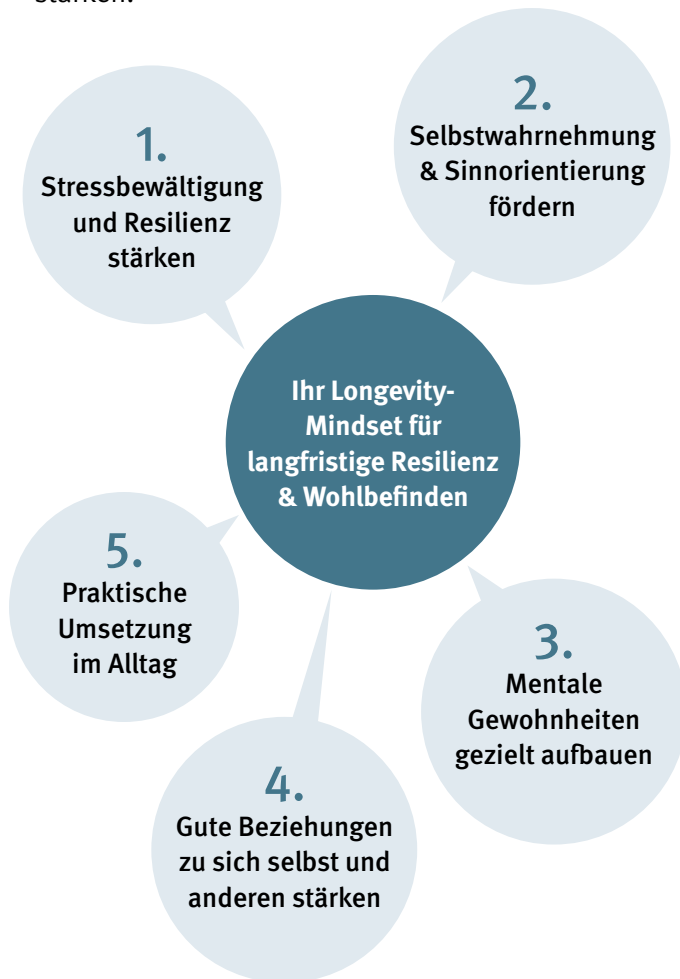 stärken.
1.
Stressbewältigung
und Resilienz
stärken
2.
Selbstwahrnehmung
& Sinnorientierung
fördern
Ihr Longevity-
Mindset für
langfristige Resilienz
& Wohlbefinden
3.
Mentale
Gewohnheiten
gezielt aufbauen
4.
Gute Beziehungen
zu sich selbst und
anderen stärken
5.
Praktische
Umsetzung
im Alltag